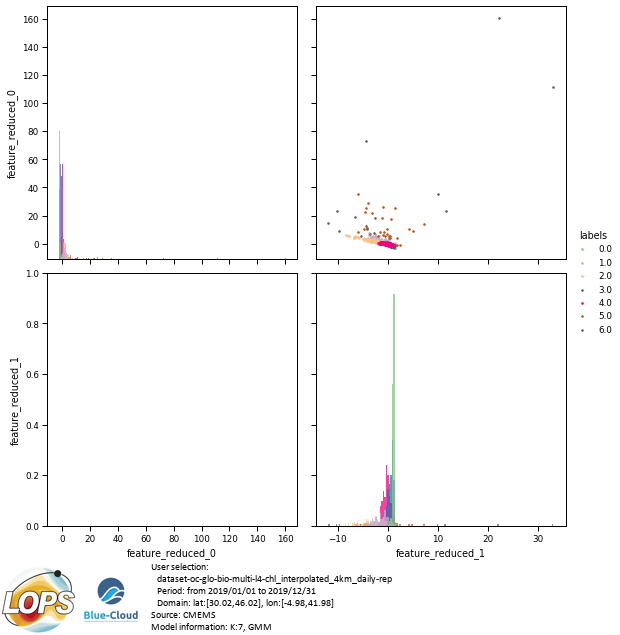 160
140
120
100
80
60
40
20
0
feature_reduced_0
labels
0.0
1.0
2.0
3.0
4.0
5.0
6.0
1.0
0.8
0.6
0.4
0.2
0.0
feature_reduced_1
0 20 40 60 80 100 120 140 160
−10 0 10 20 30
feature_reduced_0
feature_reduced_1
LOPS
Blue-Cloud
User selection:
dataset-oc-glo-bio-multi-l4-chl_interpolated_4km_daily-rep
Period: from 2019/01/01 to 2019/12/31
Domain: lat:[30.02,46.02], lon:[-4.98,41.98]
Source: CMEMS
Model information: K:7, GMM